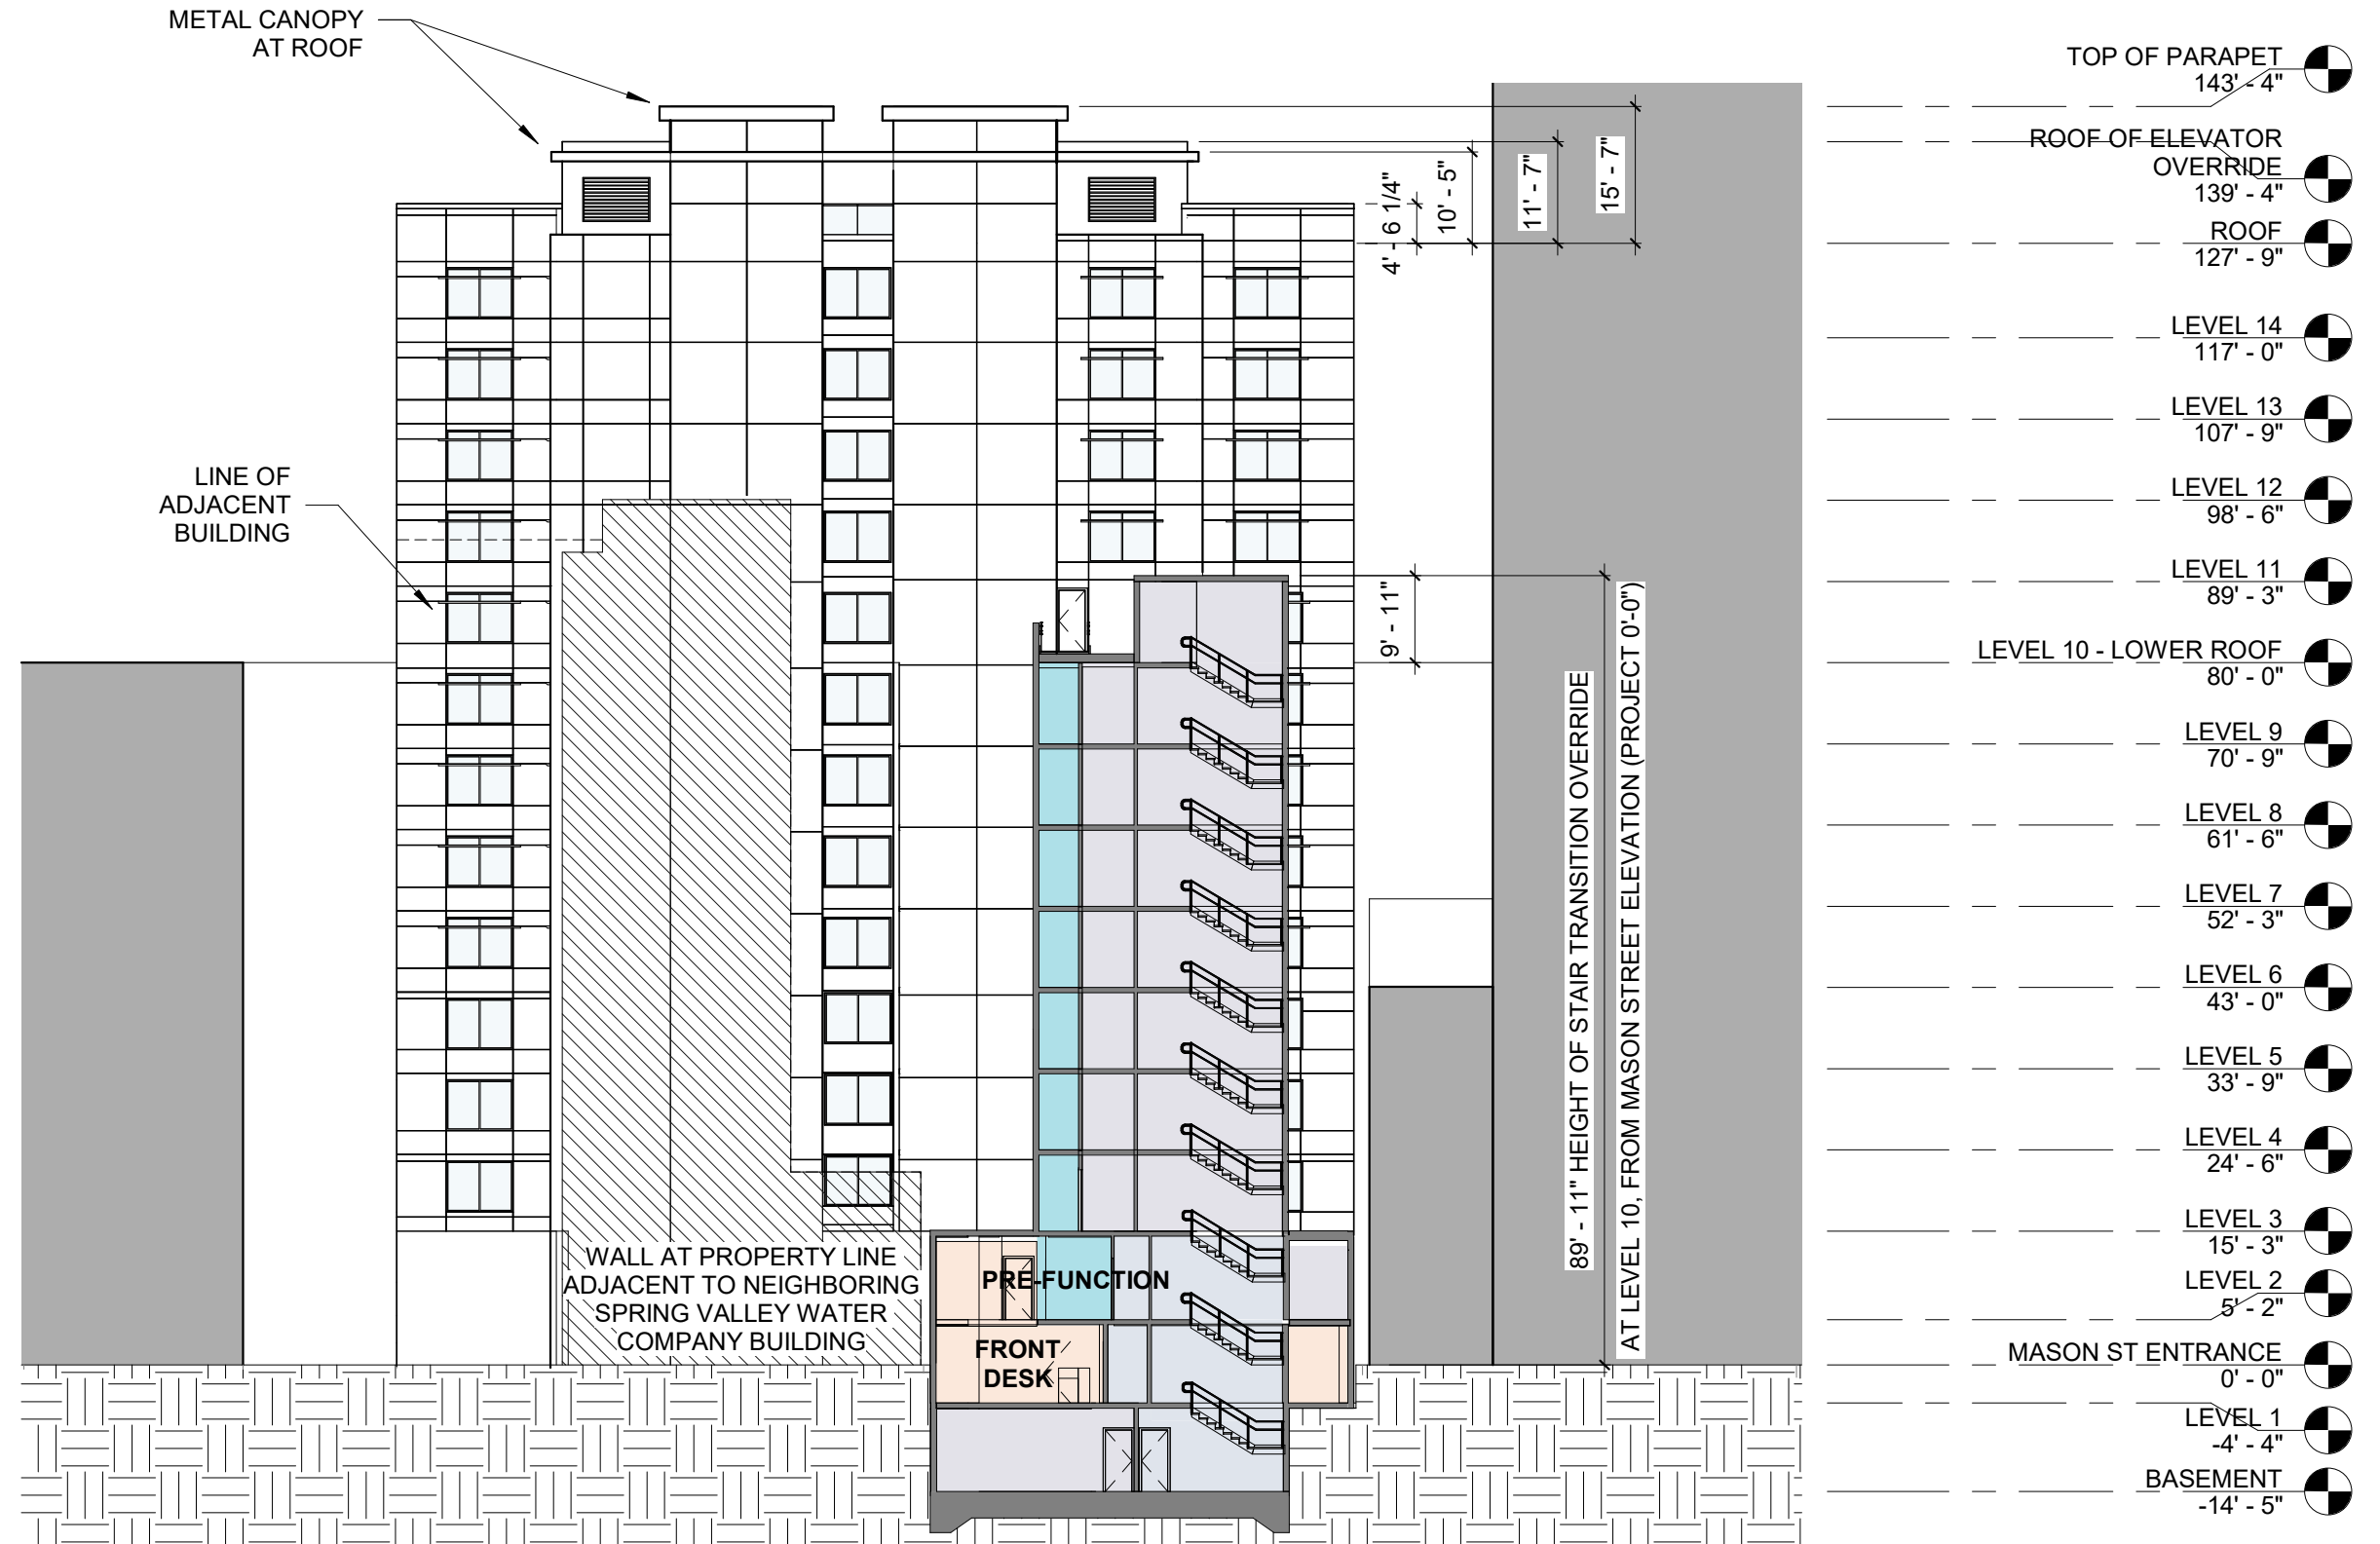 METAL CANOPY
AT ROOF
LINE OF
ADJACENT
BUILDING
WALL AT PROPERTY LINE
ADJACENT TO NEIGHBORING
SPRING VALLEY WATER
COMPANY BUILDING
PRE-FUNCTION
FRONT
DESK
4' - 6 1/4"
10' - 5"
11' - 7"
15' - 7"
9' - 11"
89' - 11" HEIGHT OF STAIR TRANSITION OVERRIDE
AT LEVEL 10, FROM MASON STREET ELEVATION (PROJECT 0'-0")
TOP OF PARAPET
143' - 4"
ROOF OF ELEVATOR
OVERRIDE
139' - 4"
ROOF
127' - 9"
LEVEL 14
117' - 0"
LEVEL 13
107' - 9"
LEVEL 12
98' - 6"
LEVEL 11
89' - 3"
LEVEL 10 - LOWER ROOF
80' - 0"
LEVEL 9
70' - 9"
LEVEL 8
61' - 6"
LEVEL 7
52' - 3"
LEVEL 6
43' - 0"
LEVEL 5
33' - 9"
LEVEL 4
24' - 6"
LEVEL 3
15' - 3"
LEVEL 2
5' - 2"
MASON ST ENTRANCE
0' - 0"
LEVEL 1
-4' - 4"
BASEMENT
-14' - 5"